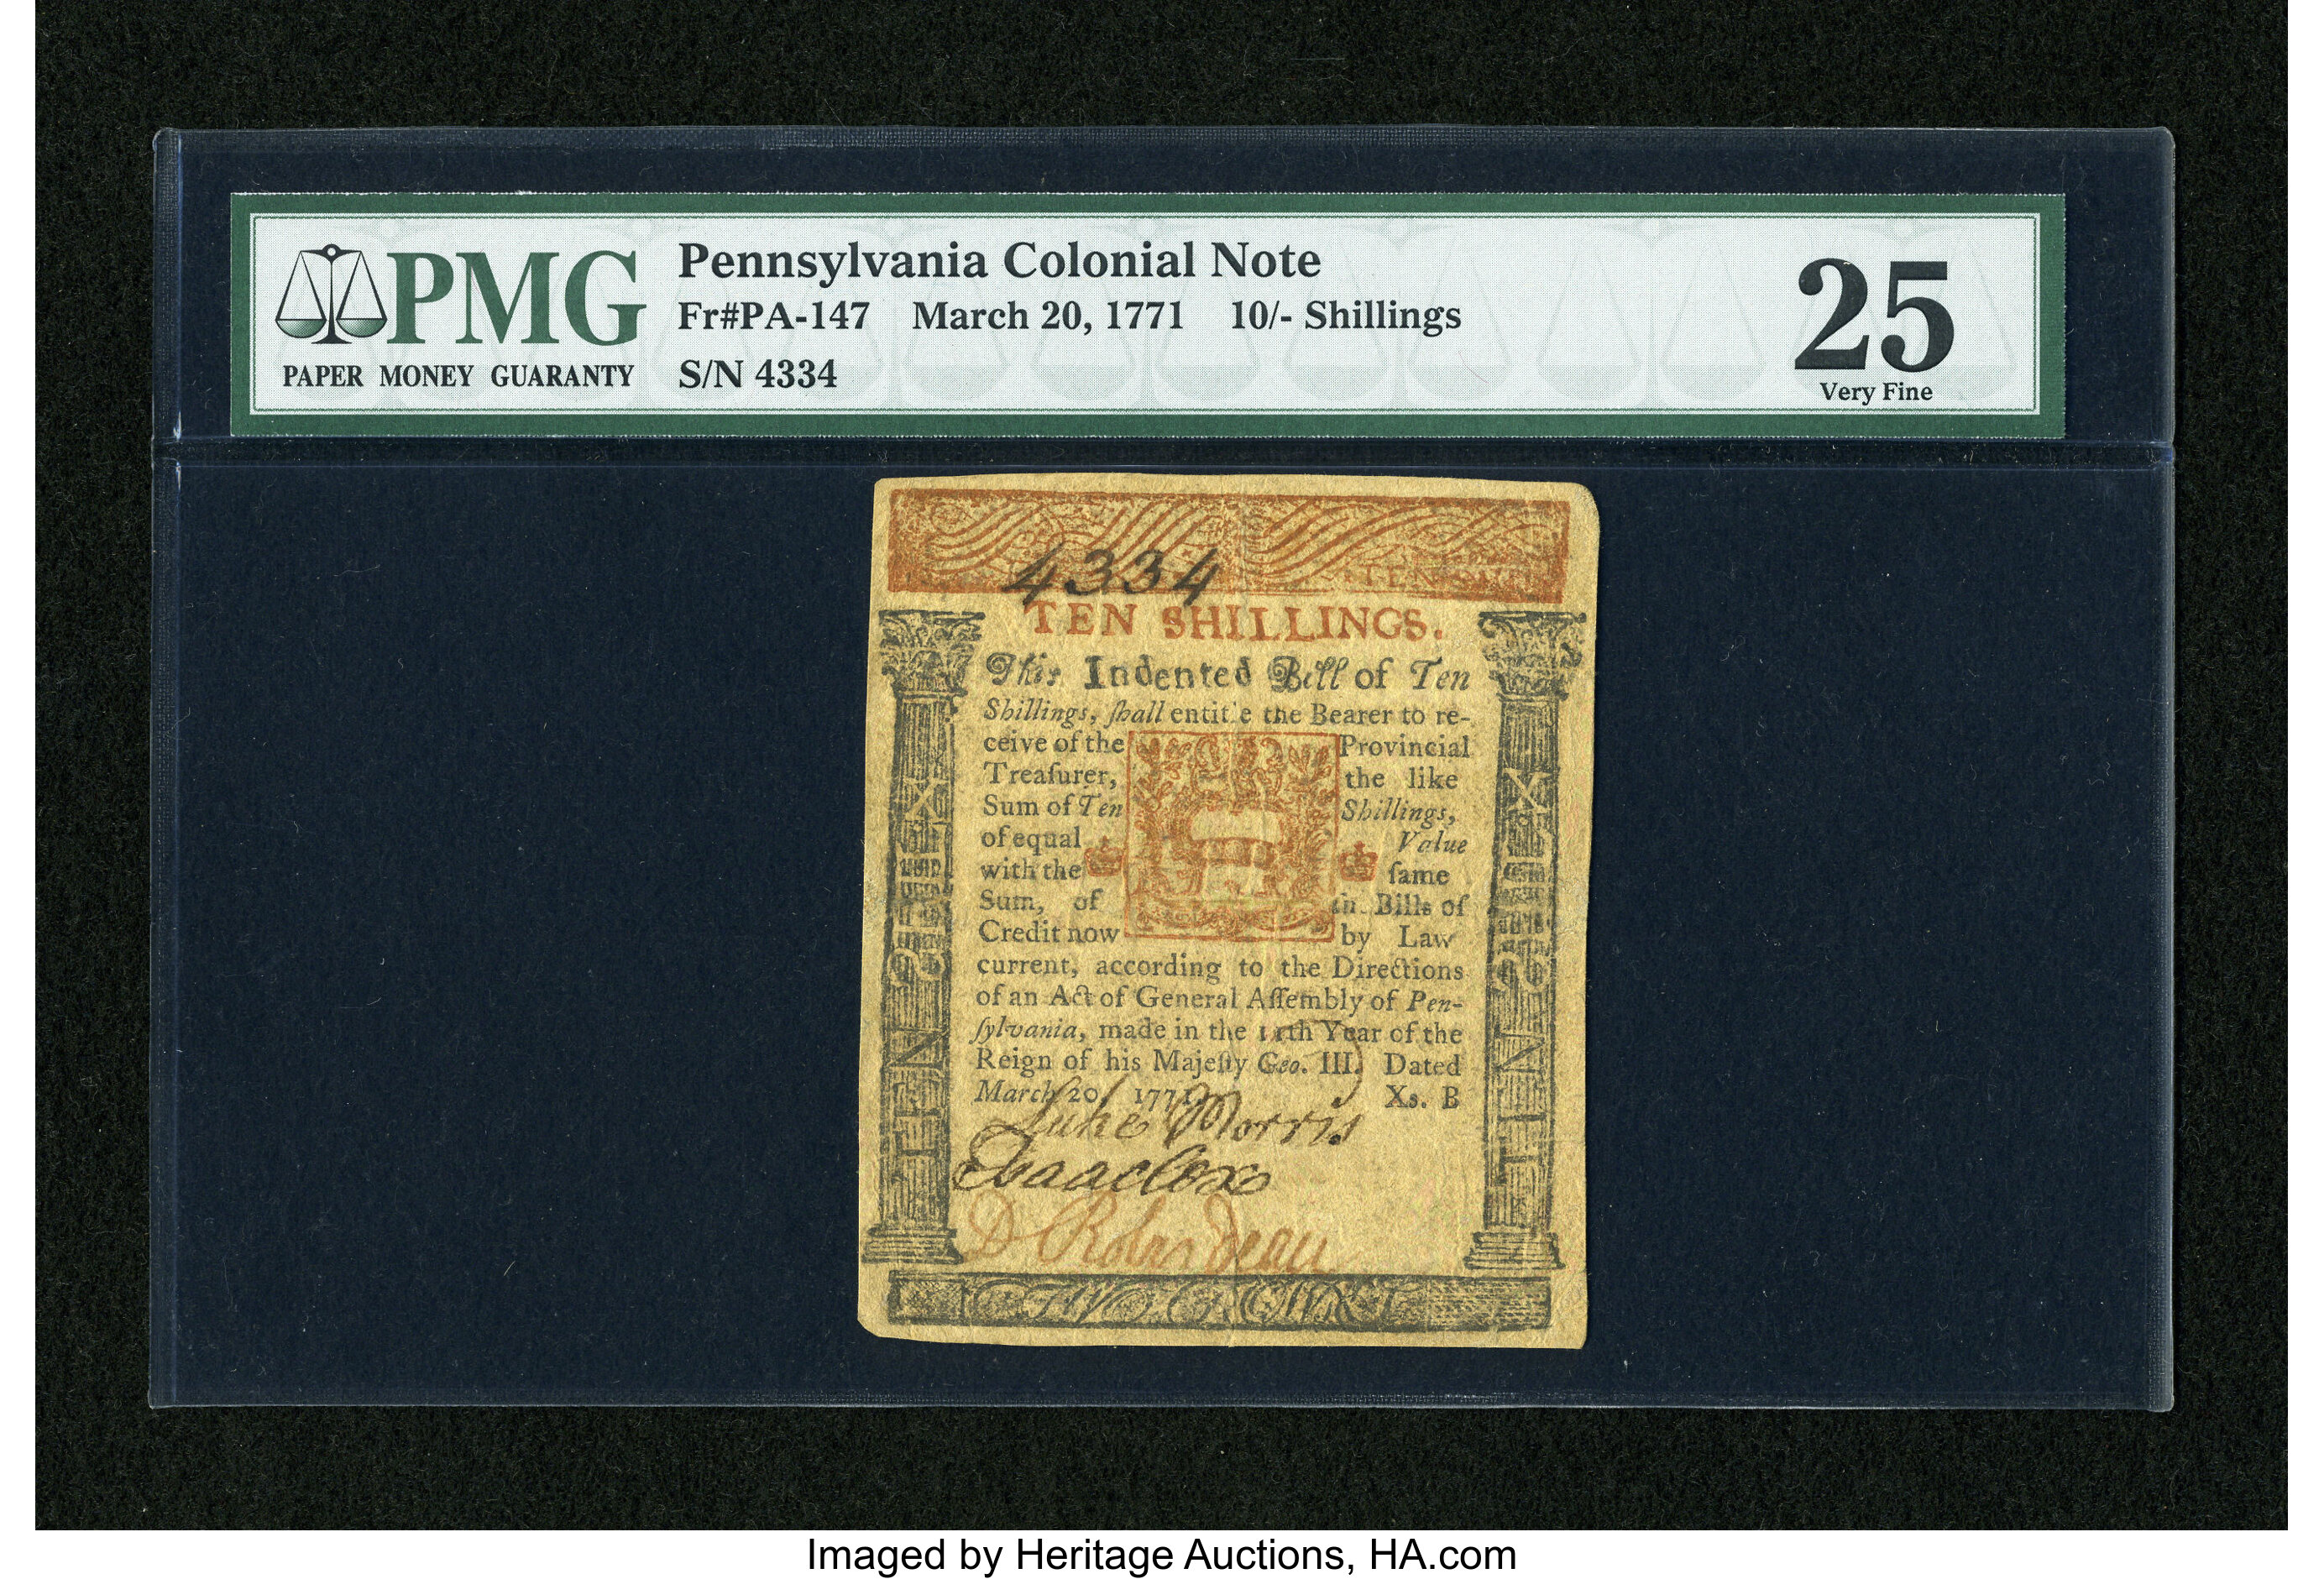 PMG
PAPER MONEY GUARANTY
Pennsylvania Colonial Note
Fr#PA-147 March 20, 1771 10/- Shillings
S/N 4334
25
Very Fine
4334
TEN SHILLINGS.
This Indented Bill of Ten
Shillings, ſhall entitle the Bearer to re-
ceive of the Provincial
Treaſurer, the like
Sum of Ten Shillings,
of equal Value
with the ſame
Sum, of in Bills of
Credit now by Law
current, according to the Directions
of an Act of General Aſſembly of Pen-
ſylvania, made in the 11th Year of the
Reign of his Majeſty Geo. III. Dated
March 20, 1771. Xs. B
Luke Morris
Isaac Cox
D Roberdeau
Imaged by Heritage Auctions, HA.com